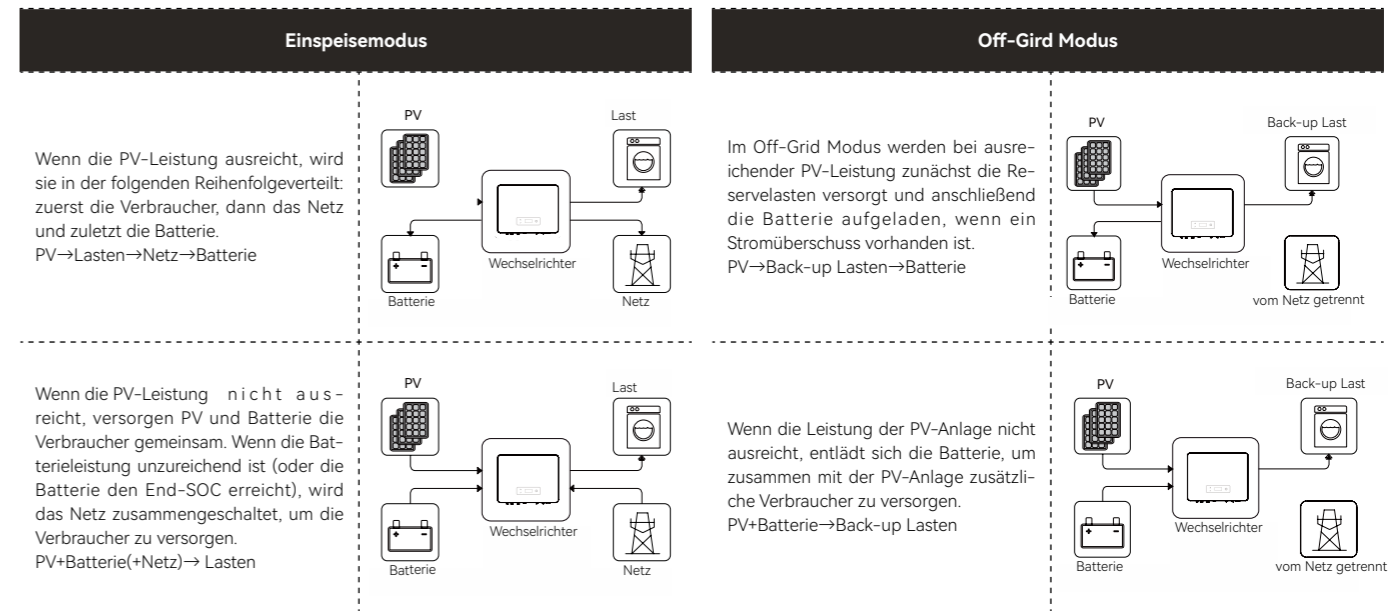 Einspeisemodus
Wenn die PV-Leistung ausreicht, wird
sie in der folgenden Reihenfolgeverteilt:
zuerst die Verbraucher, dann das Netz
und zuletzt die Batterie.
PV→Lasten→Netz→Batterie
PV
Last
Wechselrichter
Batterie
Netz
Wenn die PV-Leistung nicht aus-
reicht, versorgen PV und Batterie die
Verbraucher gemeinsam. Wenn die Bat-
terieleistung unzureichend ist (oder die
Batterie den End-SOC erreicht), wird
das Netz zusammengeschaltet, um die
Verbraucher zu versorgen.
PV+Batterie(+Netz)→ Lasten
PV
Last
Wechselrichter
Batterie
Netz
Off-Gird Modus
Im Off-Grid Modus werden bei ausre-
ichender PV-Leistung zunächst die Re-
servelasten versorgt und anschließend
die Batterie aufgeladen, wenn ein
Stromüberschuss vorhanden ist.
PV→Back-up Lasten→Batterie
PV
Back-up Last
Wechselrichter
Batterie
vom Netz getrennt
Wenn die Leistung der PV-Anlage nicht
ausreicht, entlädt sich die Batterie, um
zusammen mit der PV-Anlage zusätzli-
che Verbraucher zu versorgen.
PV+Batterie→Back-up Lasten
PV
Back-up Last
Wechselrichter
Batterie
vom Netz getrennt